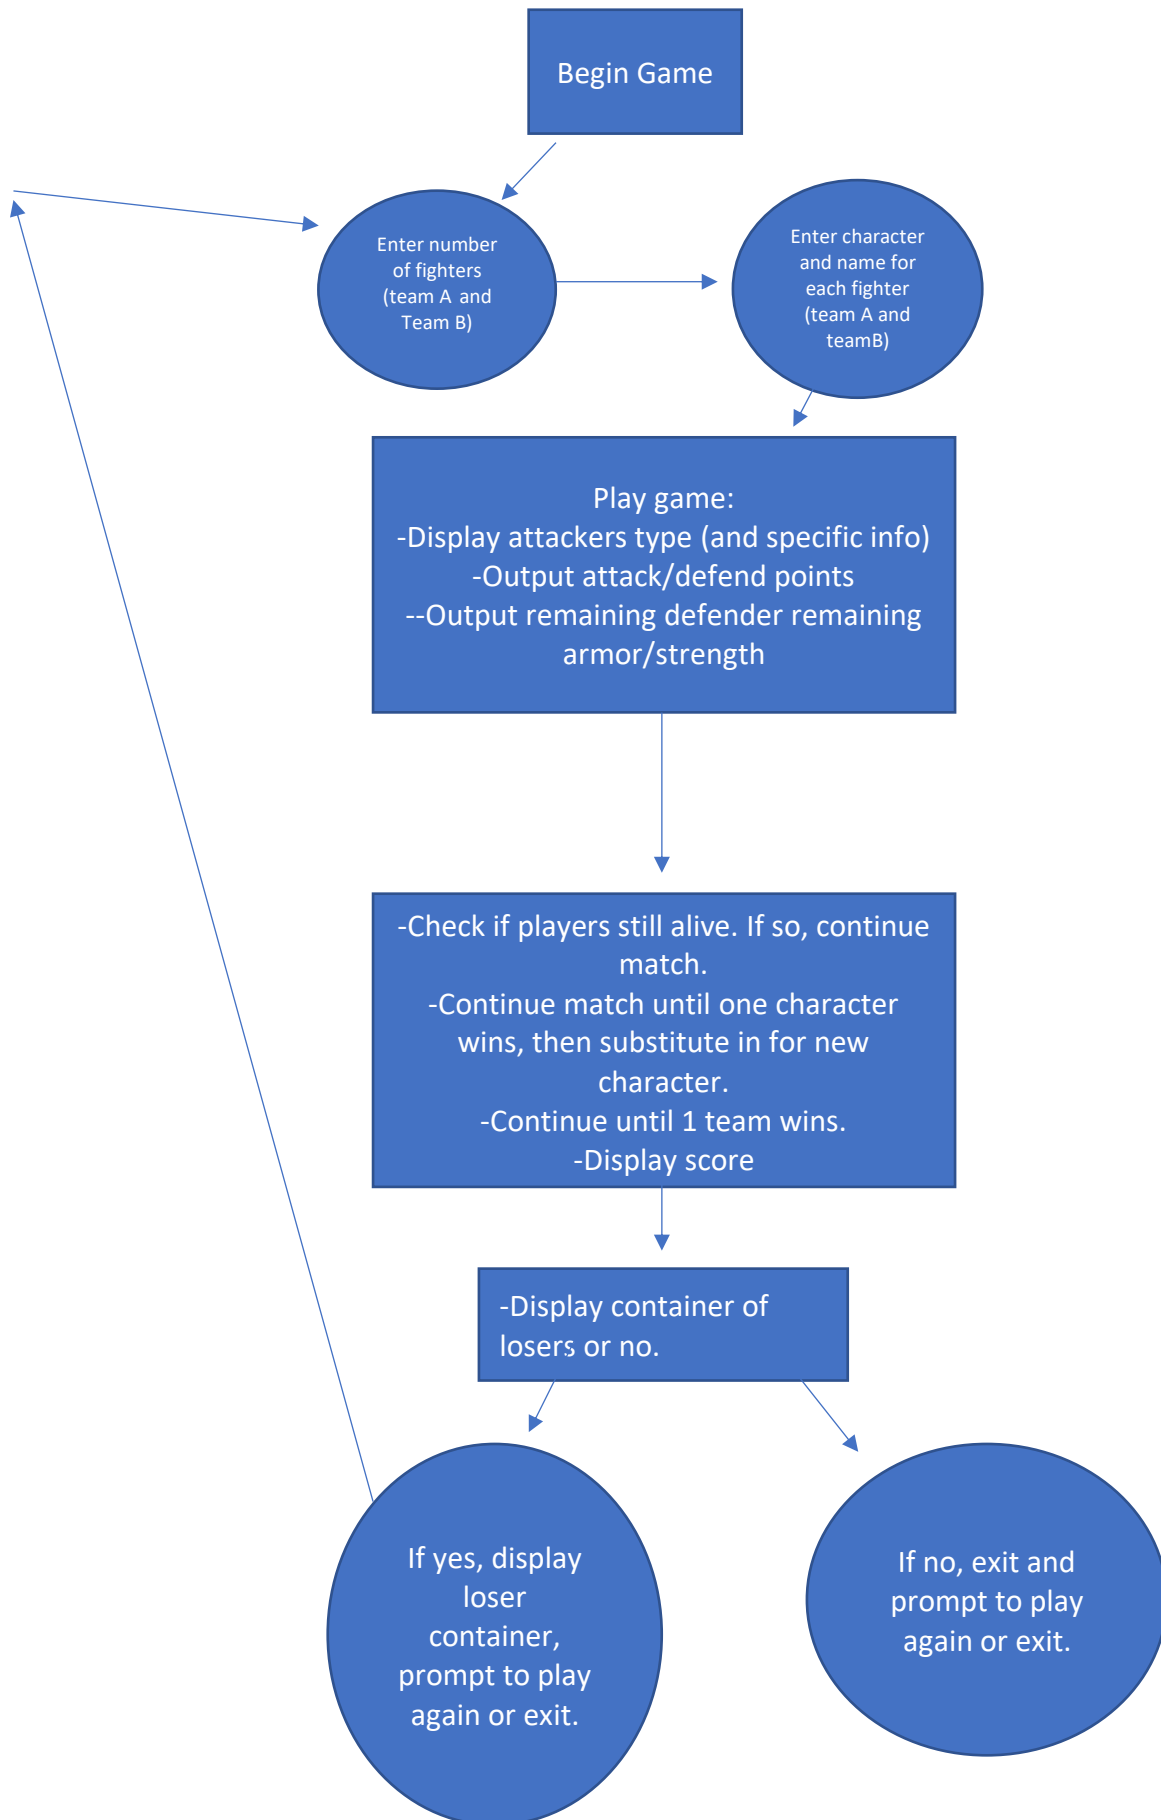 Begin Game
Enter number
of fighters
(team A and
Team B)
Enter character
and name for
each fighter
(team A and
teamB)
Play game:
-Display attackers type (and specific info)
-Output attack/defend points
--Output remaining defender remaining
armor/strength
-Check if players still alive. If so, continue
match.
-Continue match until one character
wins, then substitute in for new
character.
-Continue until 1 team wins.
-Display score
-Display container of
losers or no.
If yes, display
loser
container,
prompt to play
again or exit.
If no, exit and
prompt to play
again or exit.